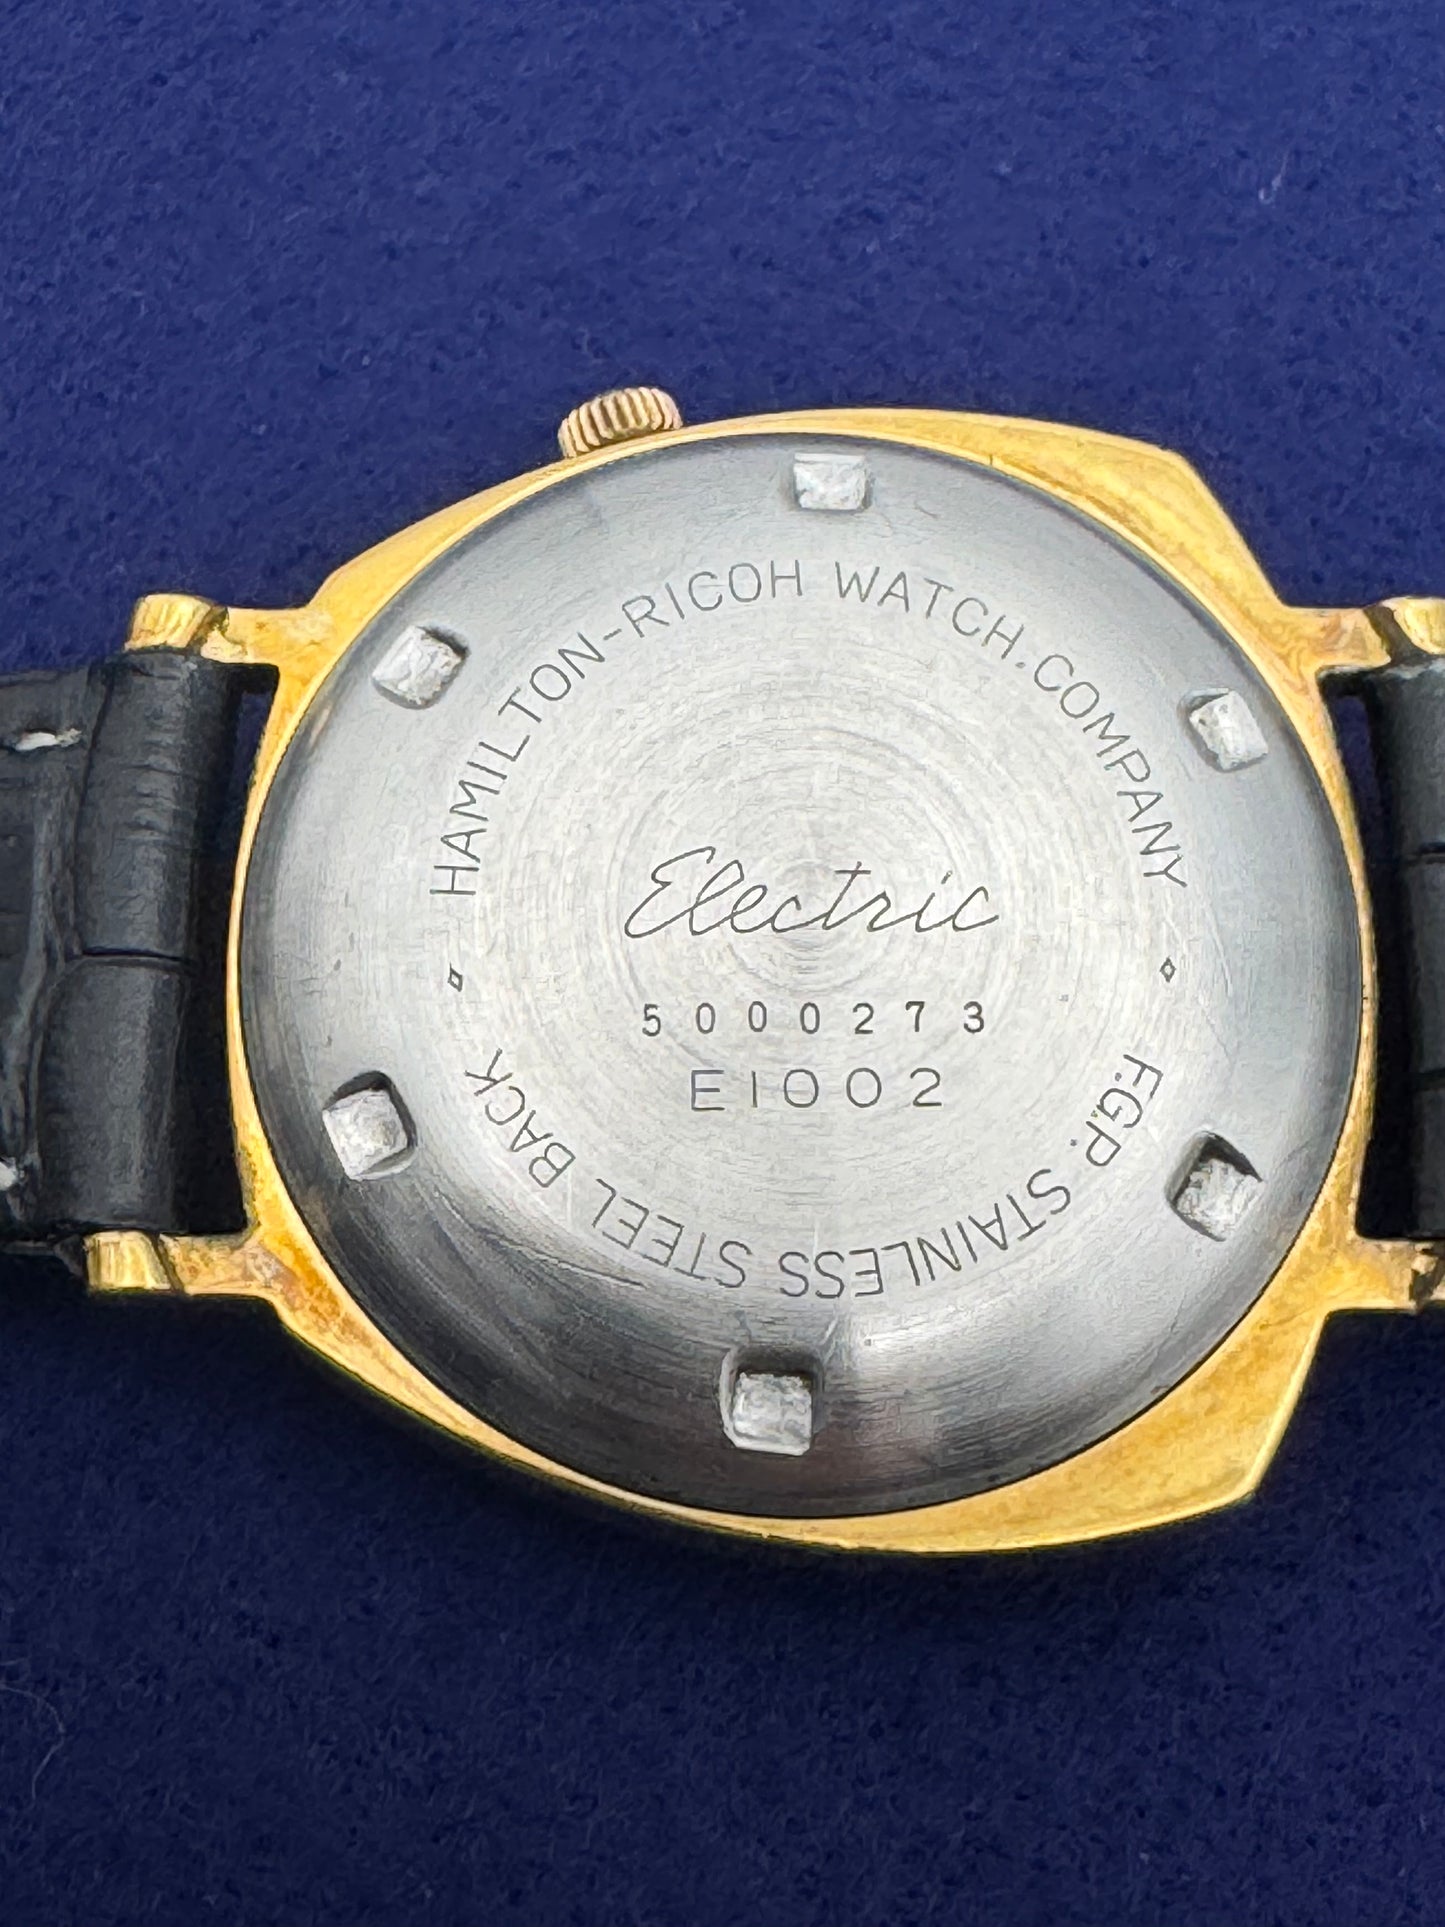 HAMILTON-RICOH WATCH.COMPANY
Electric
5000273
E1002
F.G.P. STAINLESS STEEL BACK